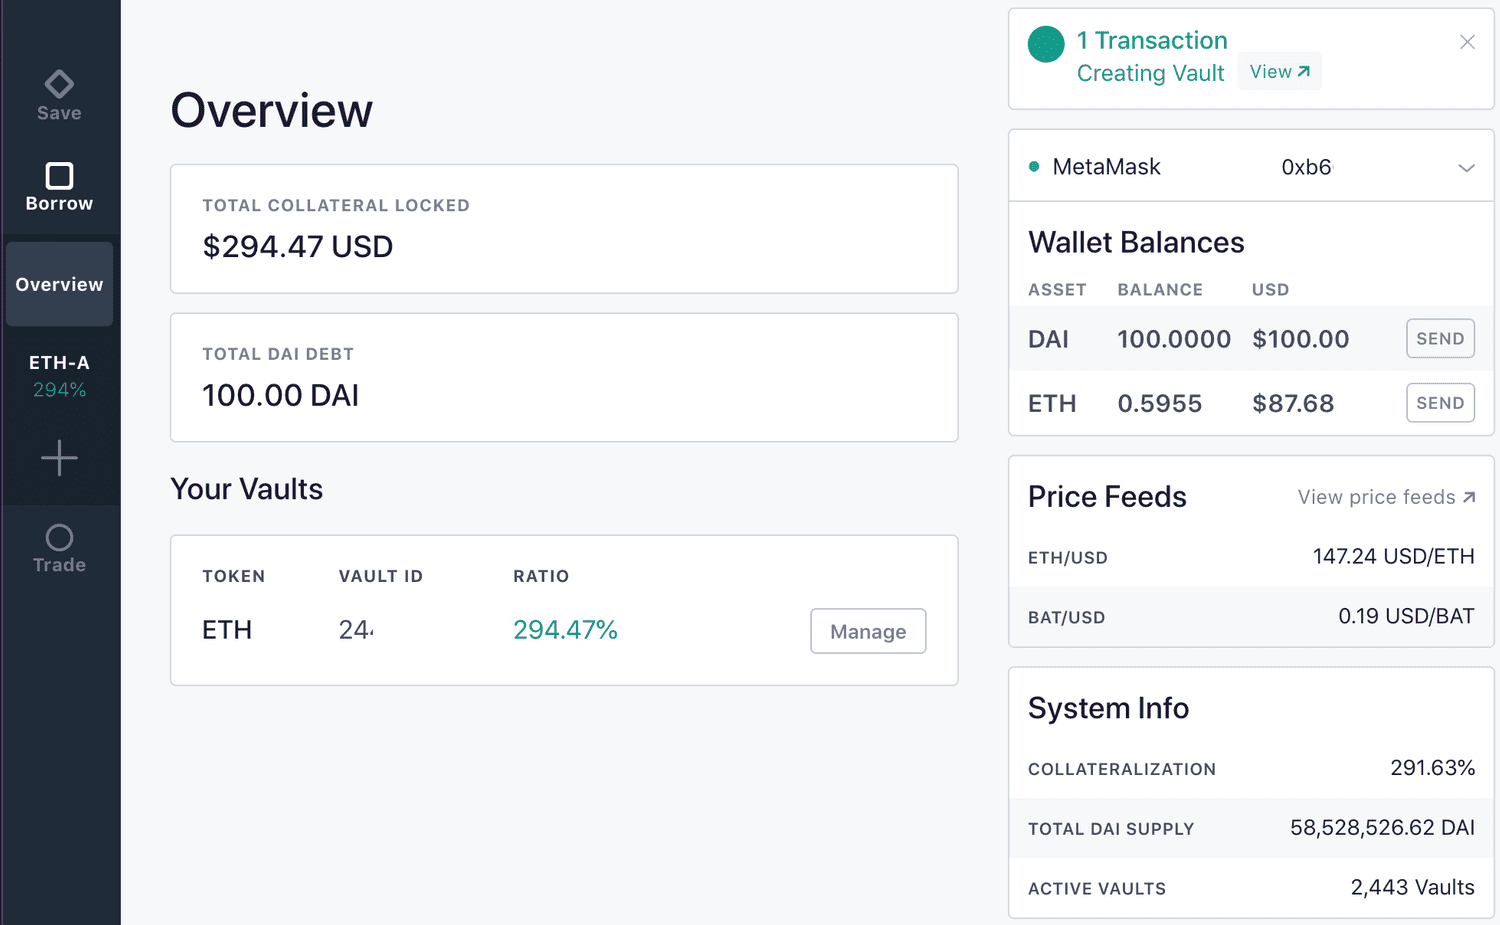 Save
Borrow
Overview
ETH-A
294%
Trade
Overview
TOTAL COLLATERAL LOCKED
$294.47 USD
TOTAL DAI DEBT
100.00 DAI
Your Vaults
TOKEN VAULT ID RATIO
ETH 294.47% Manage
1 Transaction
Creating Vault View
MetaMask 0xb6
Wallet Balances
ASSET BALANCE USD
DAI 100.0000 $100.00 SEND
ETH 0.5955 $87.68 SEND
Price Feeds View price feeds
ETH/USD 147.24 USD/ETH
BAT/USD 0.19 USD/BAT
System Info
COLLATERALIZATION 291.63%
TOTAL DAI SUPPLY 58,528,526.62 DAI
ACTIVE VAULTS 2,443 Vaults